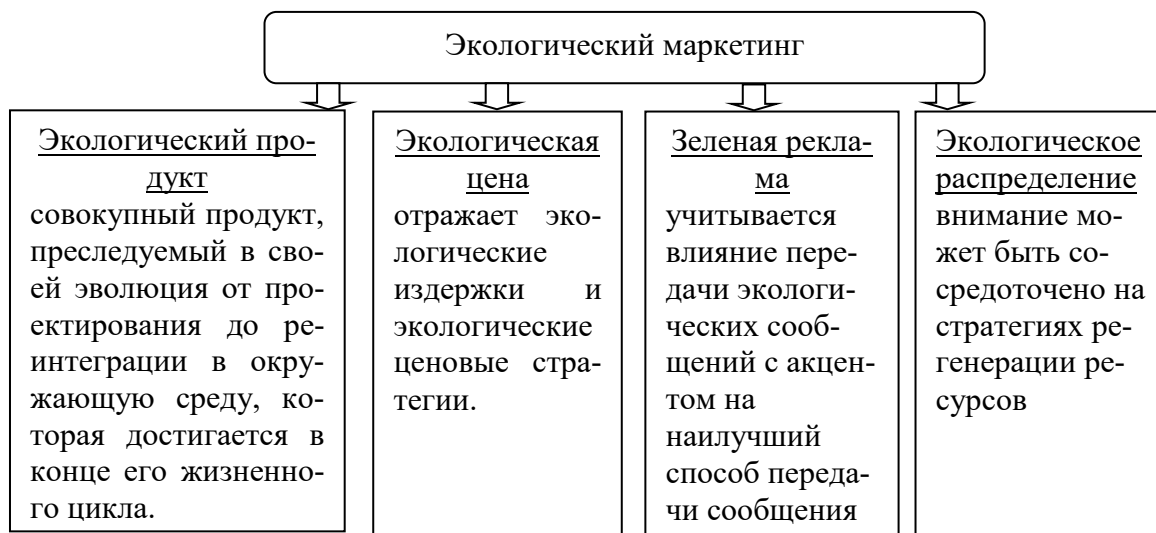 Экологический маркетинг
Экологический про-
дукт
совокупный продукт,
преследуемый в сво-
ей эволюция от про-
ектирования до ре-
интеграции в окру-
жающую среду, ко-
торая достигается в
конце его жизненно-
го цикла.
Экологическая
цена
отражает эко-
логические
издержки и
экологические
ценовые стра-
тегии.
Зеленая рекла-
ма
учитывается
влияние пере-
дачи экологи-
ческих сооб-
щений с акцен-
том на
наилучший
способ переда-
чи сообщения
Экологическое
распределение
внимание мо-
жет быть со-
средоточено на
стратегиях ре-
генерации ре-
сурсов